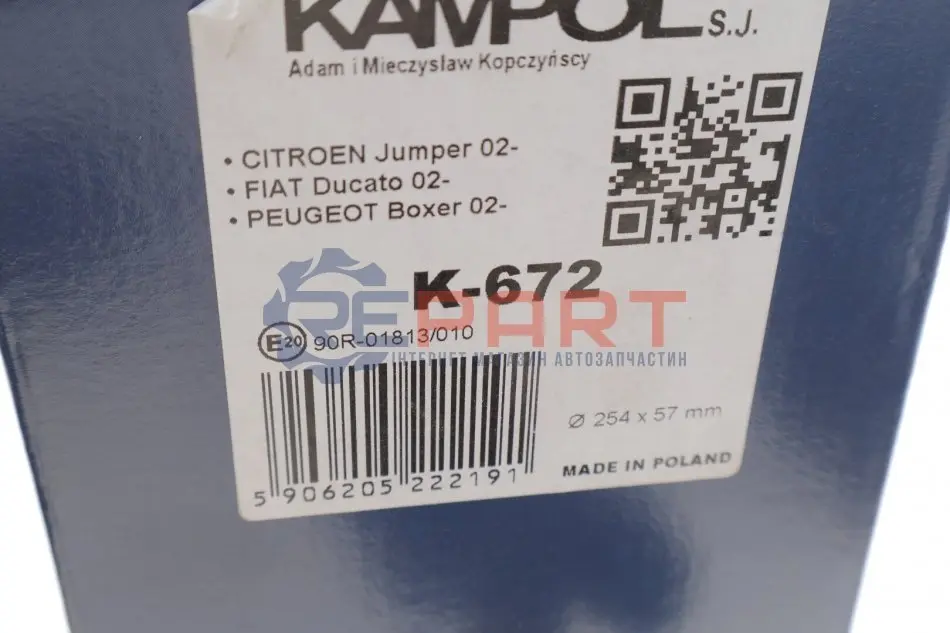 KAMPOL S.J.
Adam i Mieczysław Kopczyńscy
• CITROEN Jumper 02-
• FIAT Ducato 02-
• PEUGEOT Boxer 02-
K-672
REPART
E20 90R-01813/010
ІНТЕРНЕТ МАГАЗИН АВТОЗАПЧАСТИН
Ø 254 x 57 mm
MADE IN POLAND
5 906205 222191